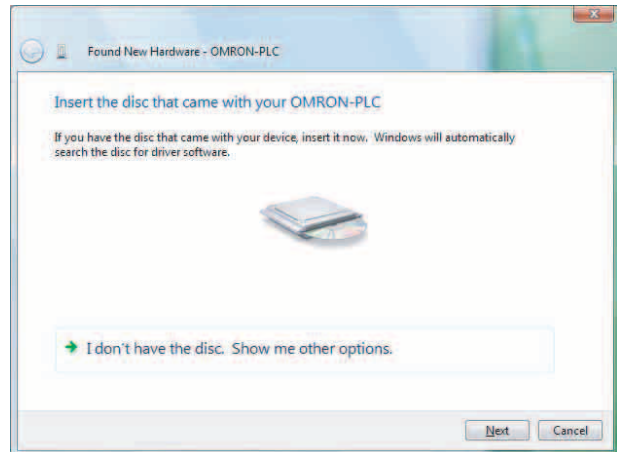 Found New Hardware - OMRON-PLC
Insert the disc that came with your OMRON-PLC
If you have the disc that came with your device, insert it now. Windows will automatically
search the disc for driver software.
I don't have the disc. Show me other options.
Next Cancel